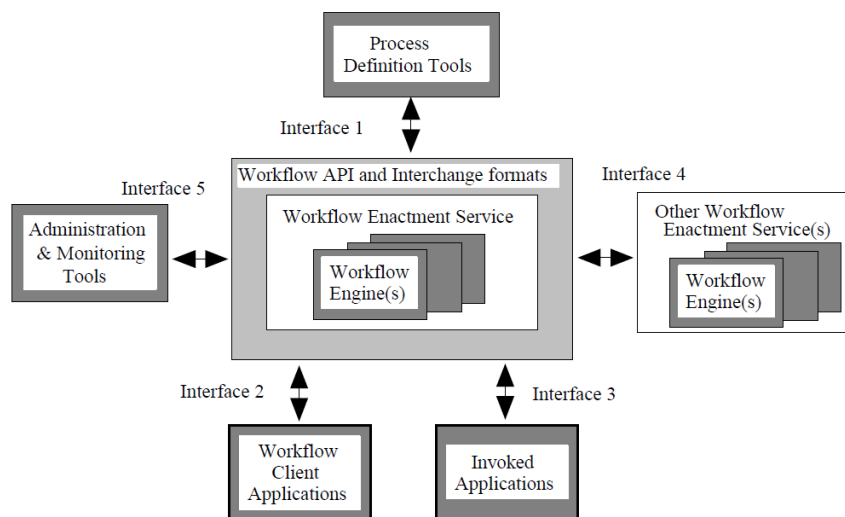 Process
Definition Tools
Interface 1
Workflow API and Interchange formats
Interface 5
Interface 4
Workflow Enactment Service
Workflow
Engine(s)
Administration
& Monitoring
Tools
Other Workflow
Enactment Service(s)
Workflow
Engine(s)
Interface 2
Interface 3
Workflow
Client
Applications
Invoked
Applications